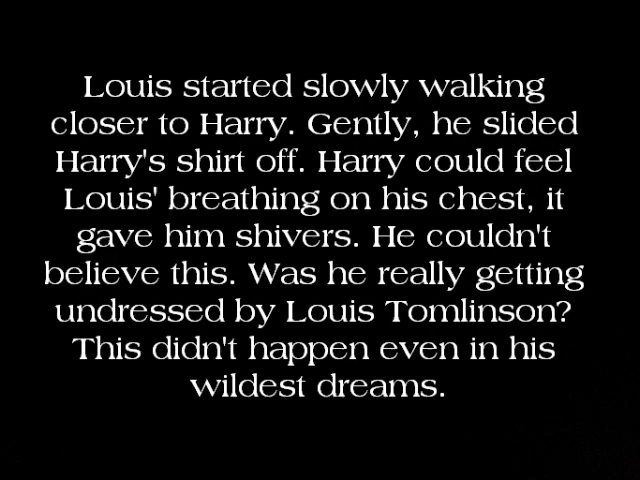 Louis started slowly walking
closer to Harry. Gently, he slided
Harry's shirt off. Harry could feel
Louis' breathing on his chest, it
gave him shivers. He couldn't
believe this. Was he really getting
undressed by Louis Tomlinson?
This didn't happen even in his
wildest dreams.